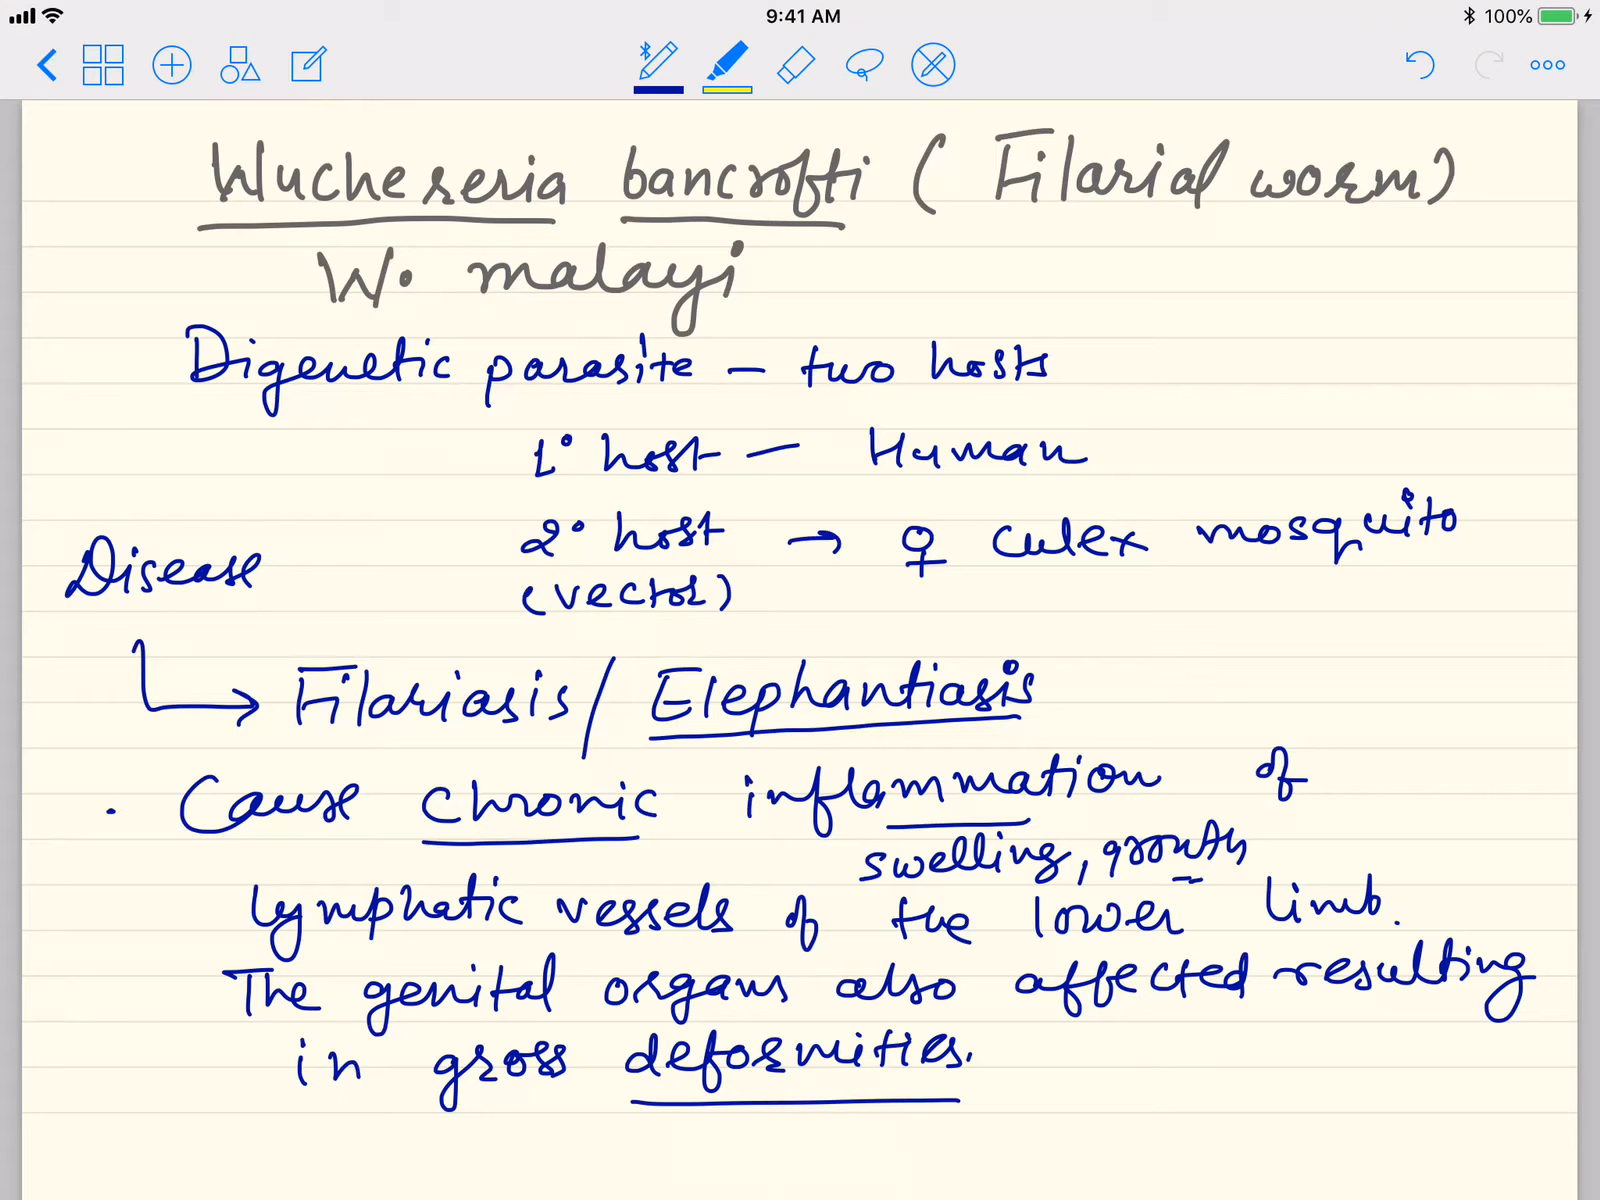 9:41 AM
100%
Wuchereria bancrofti ( Filarial worm)
W. malayi
Digenetic parasite - two hosts
1° host - Human
2° host → ♀ culex mosquito
(vector)
Disease
↳ Filariasis / Elephantiasis
. Cause chronic inflammation of
swelling, growth
lymphatic vessels of the lower limb.
The genital organs also affected resulting
in gross deformities.